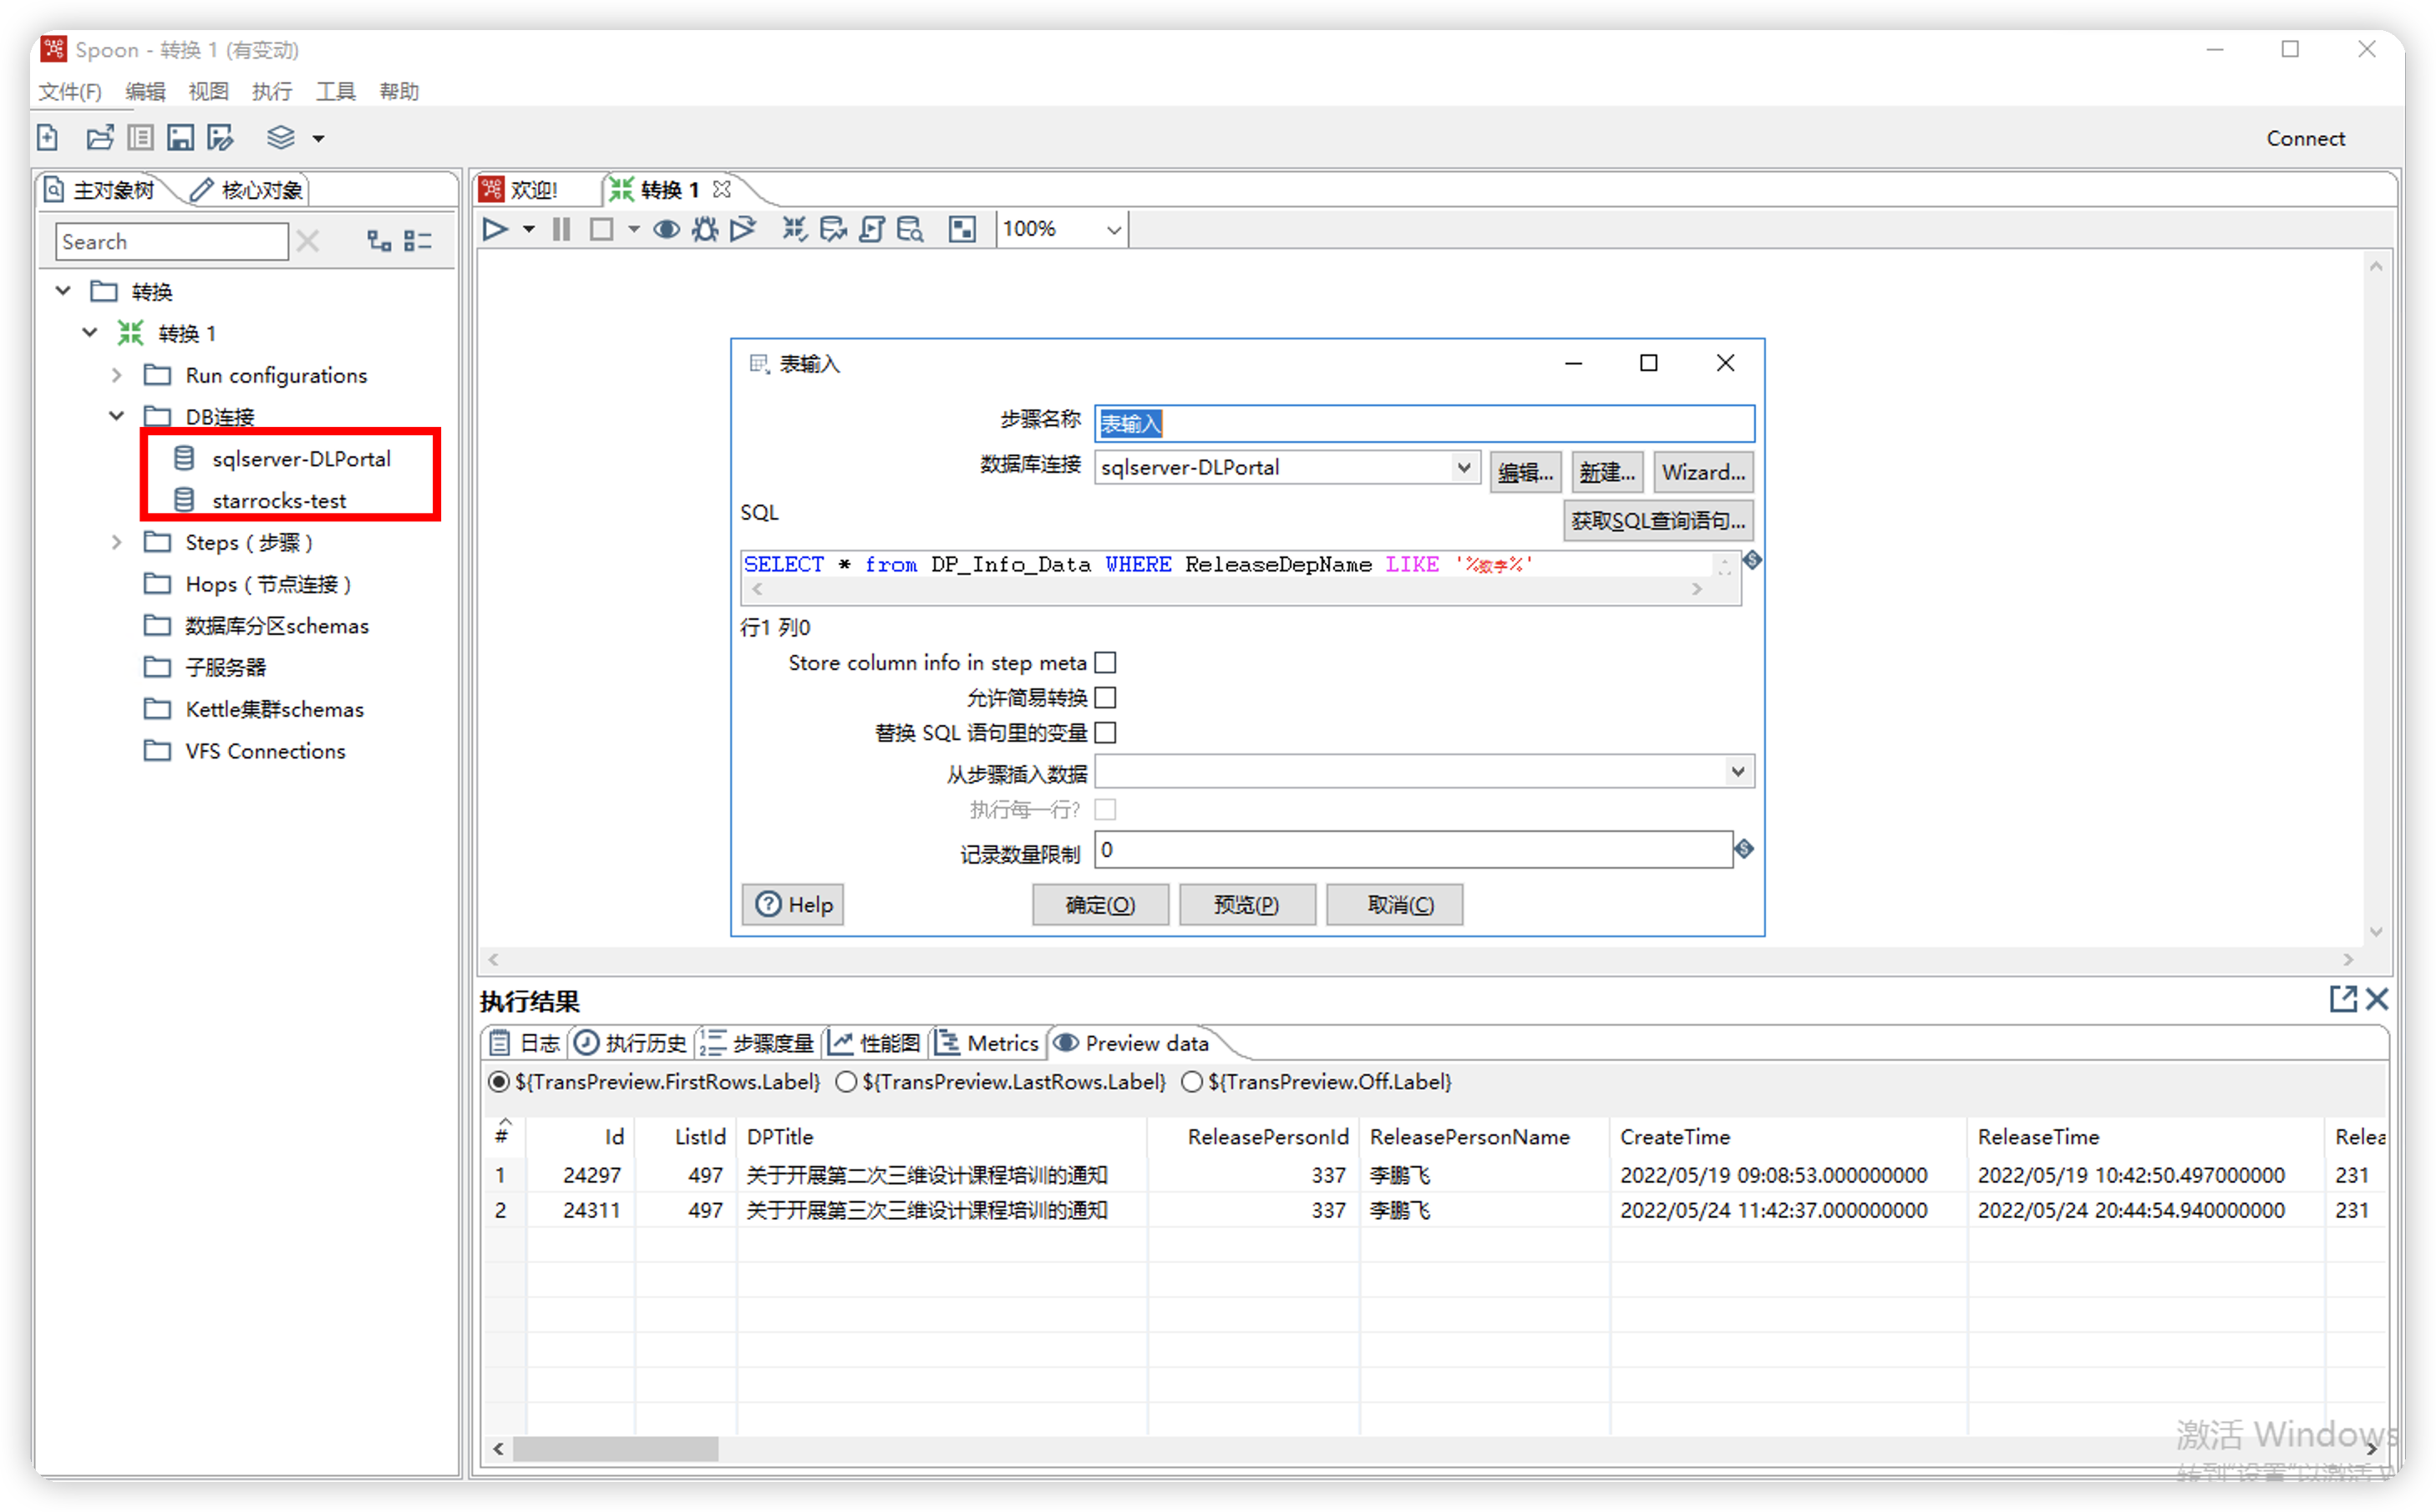 Spoon - 转换 1 (有变动)
文件(F) 编辑 视图 执行 工具 帮助
Connect
主对象树 核心对象
Search
转换
转换 1
Run configurations
DB连接
sqlserver-DLPortal
starrocks-test
Steps ( 步骤 )
Hops ( 节点连接 )
数据库分区schemas
子服务器
Kettle集群schemas
VFS Connections
欢迎! 转换 1
100%
表输入
步骤名称 表输入
数据库连接 sqlserver-DLPortal 编辑... 新建... Wizard...
SQL 获取SQL查询语句...
SELECT * from DP_Info_Data WHERE ReleaseDepName LIKE '%数字%'
行1 列0
Store column info in step meta
允许简易转换
替换 SQL 语句里的变量
从步骤插入数据
执行每一行?
记录数量限制 0
Help 确定(O) 预览(P) 取消(C)
执行结果
日志 执行历史 步骤度量 性能图 Metrics Preview data
${TransPreview.FirstRows.Label} ${TransPreview.LastRows.Label} ${TransPreview.Off.Label}
# Id ListId DPTitle ReleasePersonId ReleasePersonName CreateTime ReleaseTime Relea
1 24297 497 关于开展第二次三维设计课程培训的通知 337 李鹏飞 2022/05/19 09:08:53.000000000 2022/05/19 10:42:50.497000000 231
2 24311 497 关于开展第三次三维设计课程培训的通知 337 李鹏飞 2022/05/24 11:42:37.000000000 2022/05/24 20:44:54.940000000 231
激活 Windows
转到"设置"以激活 W